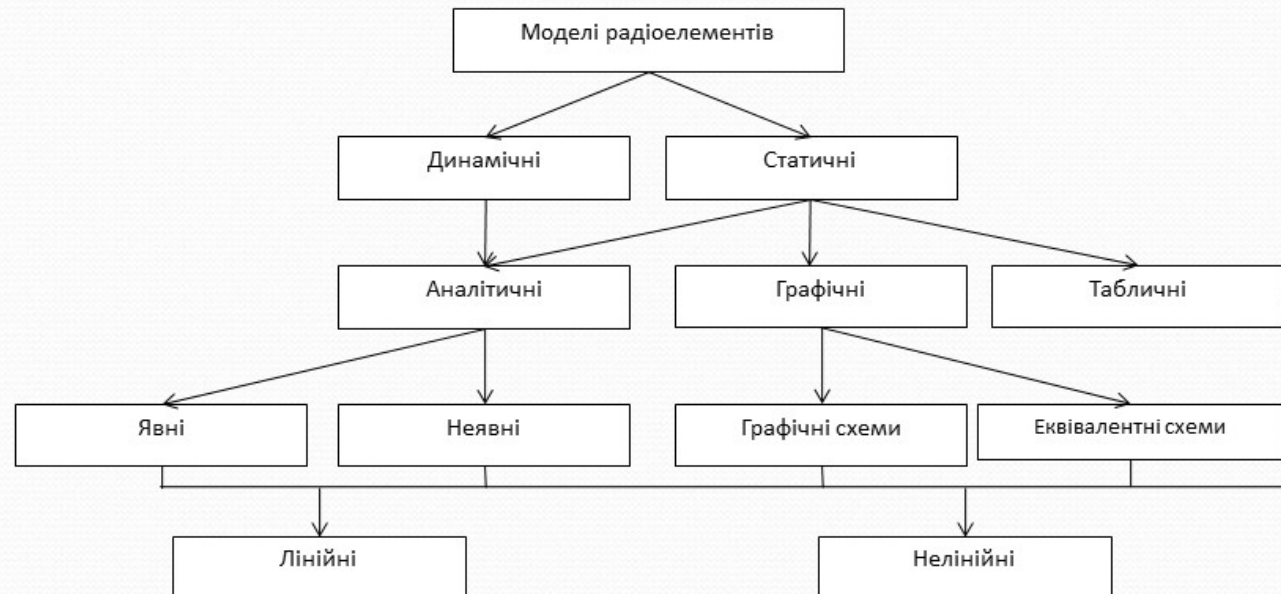 Моделі радіоелементів
Динамічні
Статичні
Аналітичні
Графічні
Табличні
Явні
Неявні
Графічні схеми
Еквівалентні схеми
Лінійні
Нелінійні